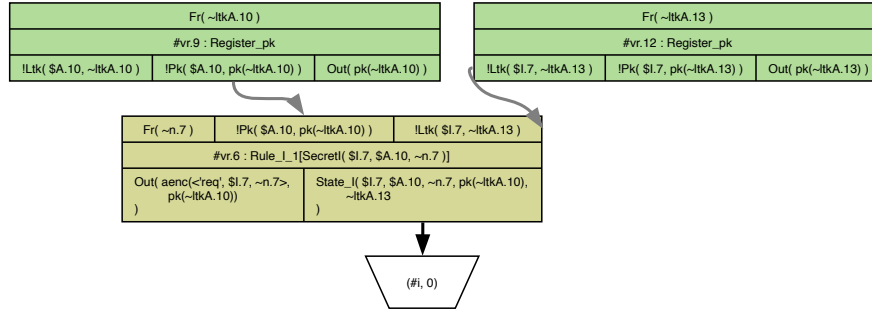 Fr( ~ltkA.10 )
#vr.9 : Register_pk
!Ltk( $A.10, ~ltkA.10 ) !Pk( $A.10, pk(~ltkA.10) ) Out( pk(~ltkA.10) )
Fr( ~ltkA.13 )
#vr.12 : Register_pk
!Ltk( $I.7, ~ltkA.13 ) !Pk( $I.7, pk(~ltkA.13) ) Out( pk(~ltkA.13) )
Fr( ~n.7 ) !Pk( $A.10, pk(~ltkA.10) ) !Ltk( $I.7, ~ltkA.13 )
#vr.6 : Rule_I_1[SecretI( $I.7, $A.10, ~n.7 )]
Out( aenc(<'req', $I.7, ~n.7>,
pk(~ltkA.10))
)
State_I( $I.7, $A.10, ~n.7, pk(~ltkA.10),
~ltkA.13
)
(#i, 0)